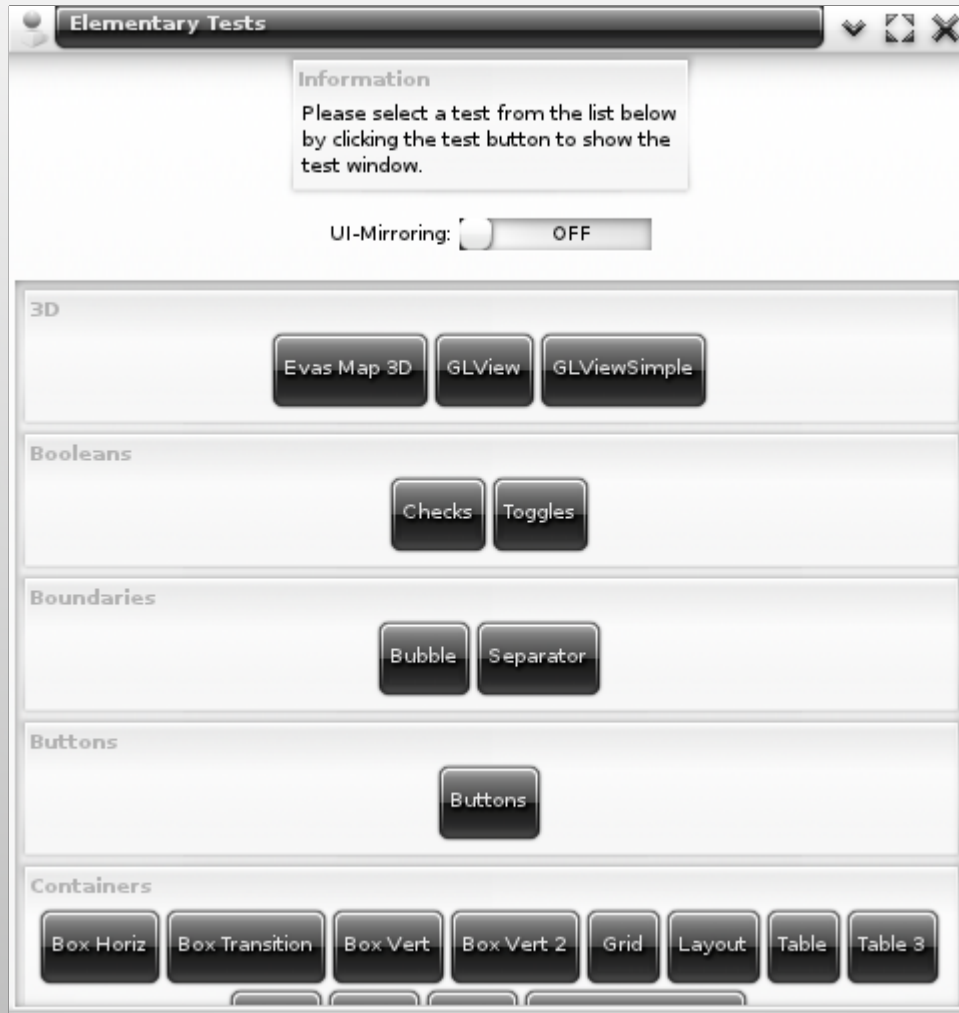 Elementary Tests
Information
Please select a test from the list below
by clicking the test button to show the
test window.
UI-Mirroring: OFF
3D
Evas Map 3D GLView GLViewSimple
Booleans
Checks Toggles
Boundaries
Bubble Separator
Buttons
Buttons
Containers
Box Horiz Box Transition Box Vert Box Vert 2 Grid Layout Table Table 3